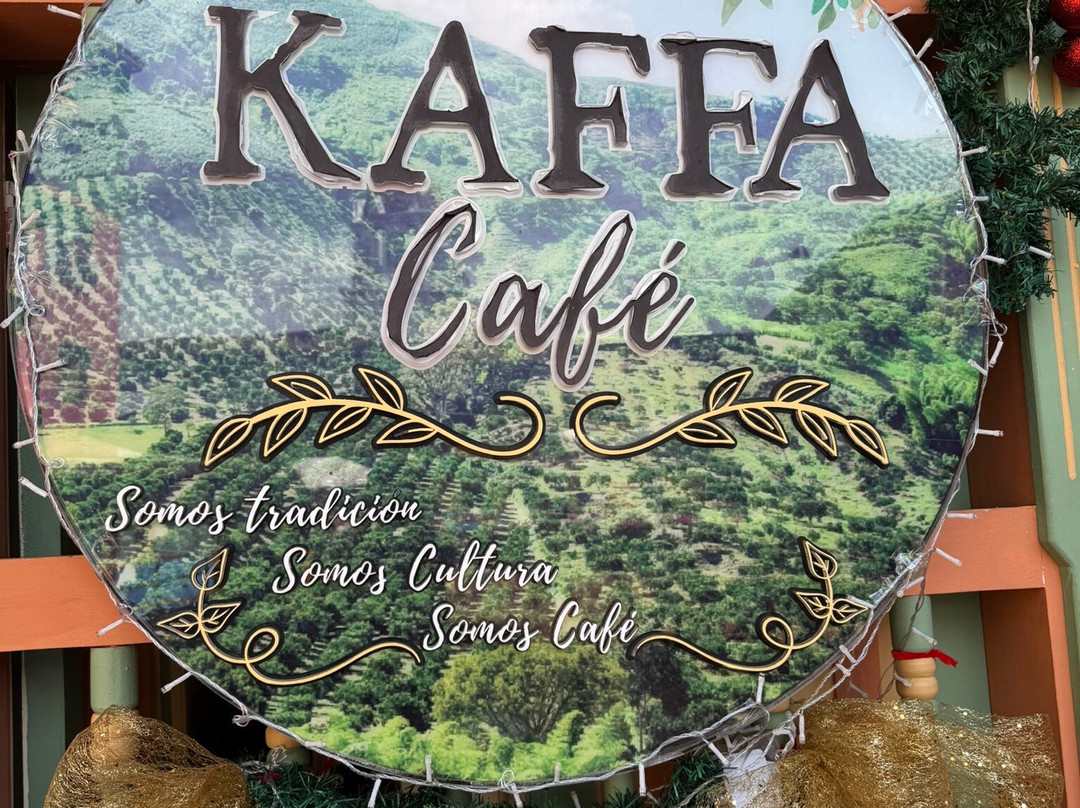 KAFFA
Café
Somos tradición
Somos Cultura
Somos Café